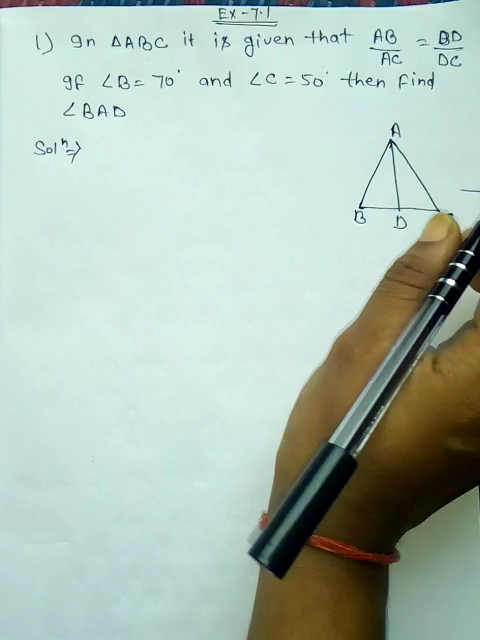 Ex-7.1
1) In ΔABC it is given that AB/AC = BD/DC
If ∠B = 70° and ∠C = 50° then find
∠BAD
Solⁿ ⇒
A
B D